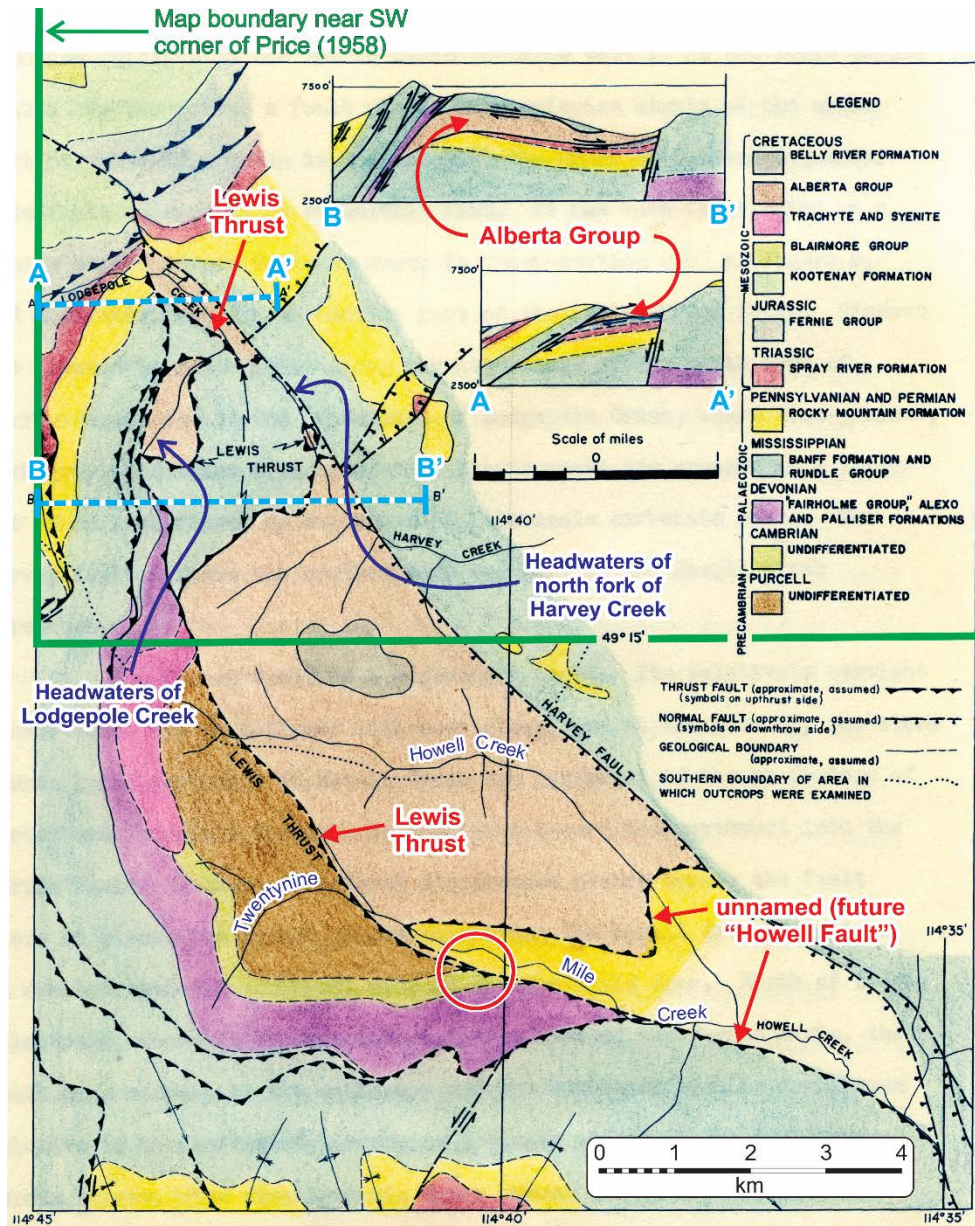 Map boundary near SW
corner of Price (1958)
7500
2500
B
B'
Alberta Group
7500
2500
A
A'
Scale of miles
0
LEGEND
CRETACEOUS
BELLY RIVER FORMATION
ALBERTA GROUP
TRACHYTE AND SYENITE
BLAIRMORE GROUP
KOOTENAY FORMATION
JURASSIC
FERNIE GROUP
TRIASSIC
SPRAY RIVER FORMATION
PENNSYLVANIAN AND PERMIAN
ROCKY MOUNTAIN FORMATION
MISSISSIPPIAN
BANFF FORMATION AND
RUNDLE GROUP
DEVONIAN
"FAIRHOLME GROUP," ALEXO
AND PALLISER FORMATIONS
CAMBRIAN
UNDIFFERENTIATED
PURCELL
UNDIFFERENTIATED
MESOZOIC
PALAEOZOIC
PRECAMBRIAN
Lewis
Thrust
A
A'
A
A'
LODGEPOLE
CREEK
LEWIS
THRUST
B
B'
B
B'
114°40'
HARVEY CREEK
Headwaters of
north fork of
Harvey Creek
49°15'
Headwaters of
Lodgepole Creek
THRUST FAULT (approximate, assumed)
(symbols on upthrust side)
NORMAL FAULT (approximate, assumed)
(symbols on downthrow side)
GEOLOGICAL BOUNDARY
(approximate, assumed)
SOUTHERN BOUNDARY OF AREA IN
WHICH OUTCROPS WERE EXAMINED
HARVEY FAULT
Howell Creek
LEWIS
THRUST
Lewis
Thrust
Twentynine
Mile
Creek
unnamed (future
"Howell Fault")
114°35'
HOWELL
CREEK
0 1 2 3 4
km
114°45'
114°40'
114°35'